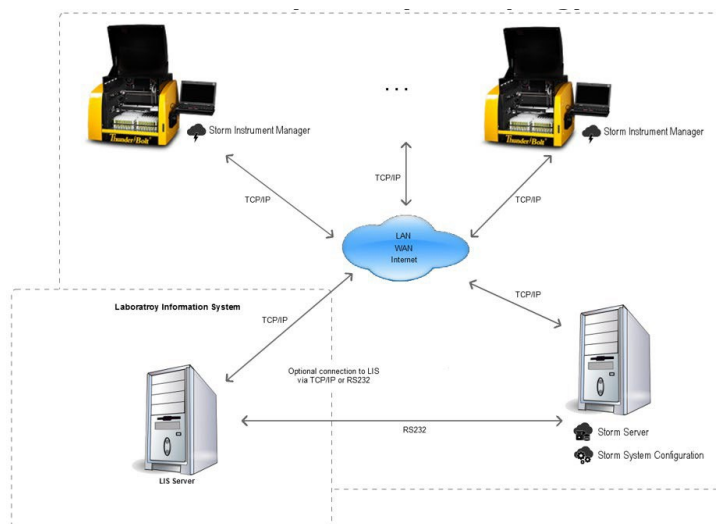 ...
Storm Instrument Manager
Storm Instrument Manager
Thunder Bolt
TCP/IP
TCP/IP
TCP/IP
LAN
WAN
Internet
TCP/IP
Laboratroy Information System
TCP/IP
Optional connection to LIS
via TCP/IP or RS232
RS232
Storm Server
Storm System Configuration
LIS Server